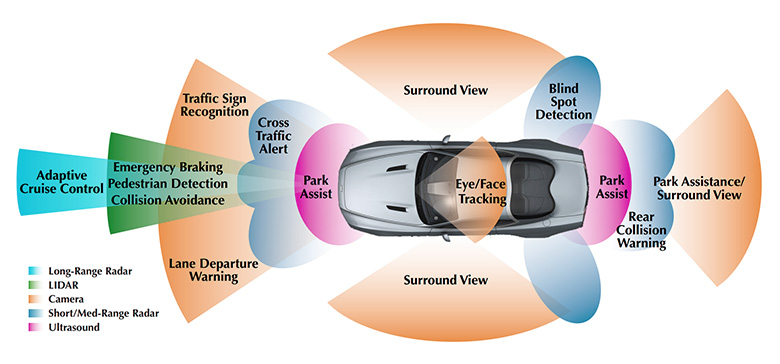 Surround View
Traffic Sign
Recognition
Blind
Spot
Detection
Cross
Traffic
Alert
Adaptive
Cruise Control
Emergency Braking
Pedestrian Detection
Collision Avoidance
Park
Assist
Eye/Face
Tracking
Park
Assist
Park Assistance/
Surround View
Rear
Collision
Warning
Lane Departure
Warning
Surround View
Long-Range Radar
LIDAR
Camera
Short/Med-Range Radar
Ultrasound